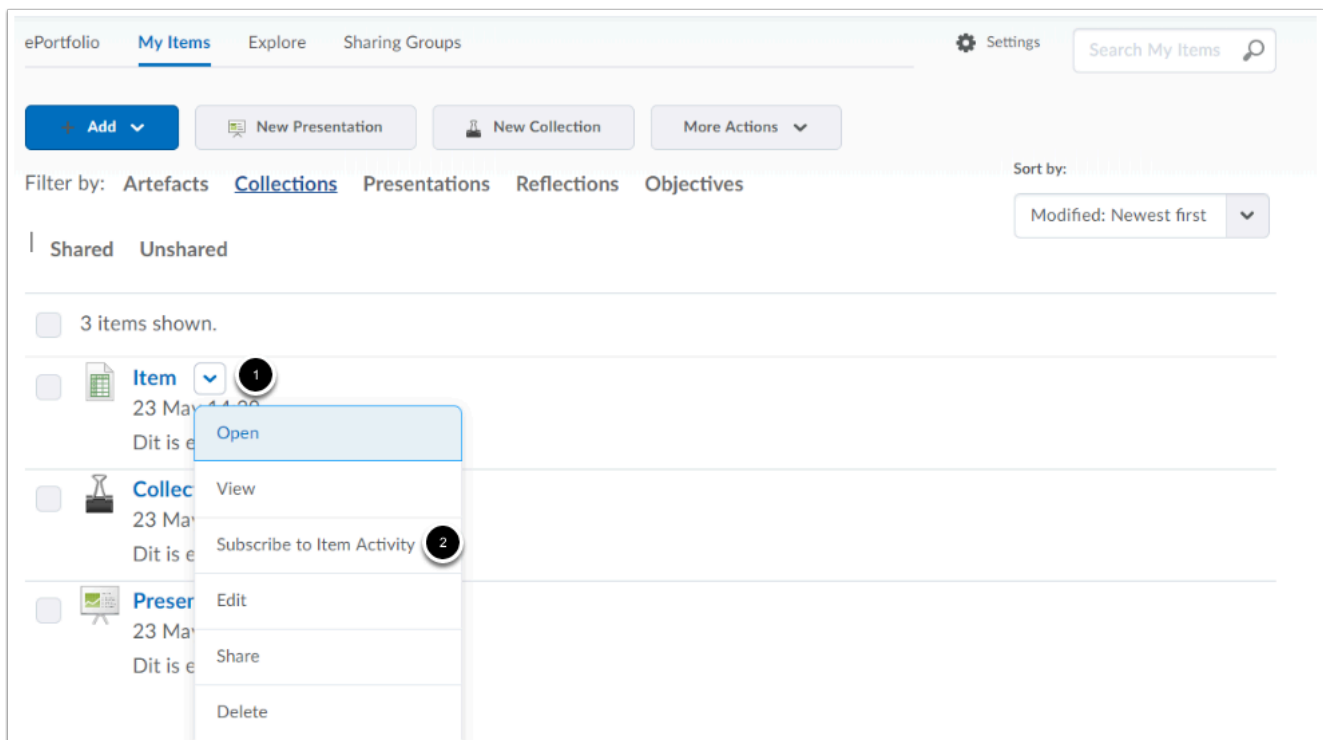 ePortfolio My Items Explore Sharing Groups Settings Search My Items
Add New Presentation New Collection More Actions
Sort by:
Filter by: Artefacts Collections Presentations Reflections Objectives
Modified: Newest first
Shared Unshared
3 items shown.
Item 1
23 May
Dit is
Open
View
Subscribe to Item Activity 2
Edit
Share
Delete
23 
Dit is
23 
Dit is